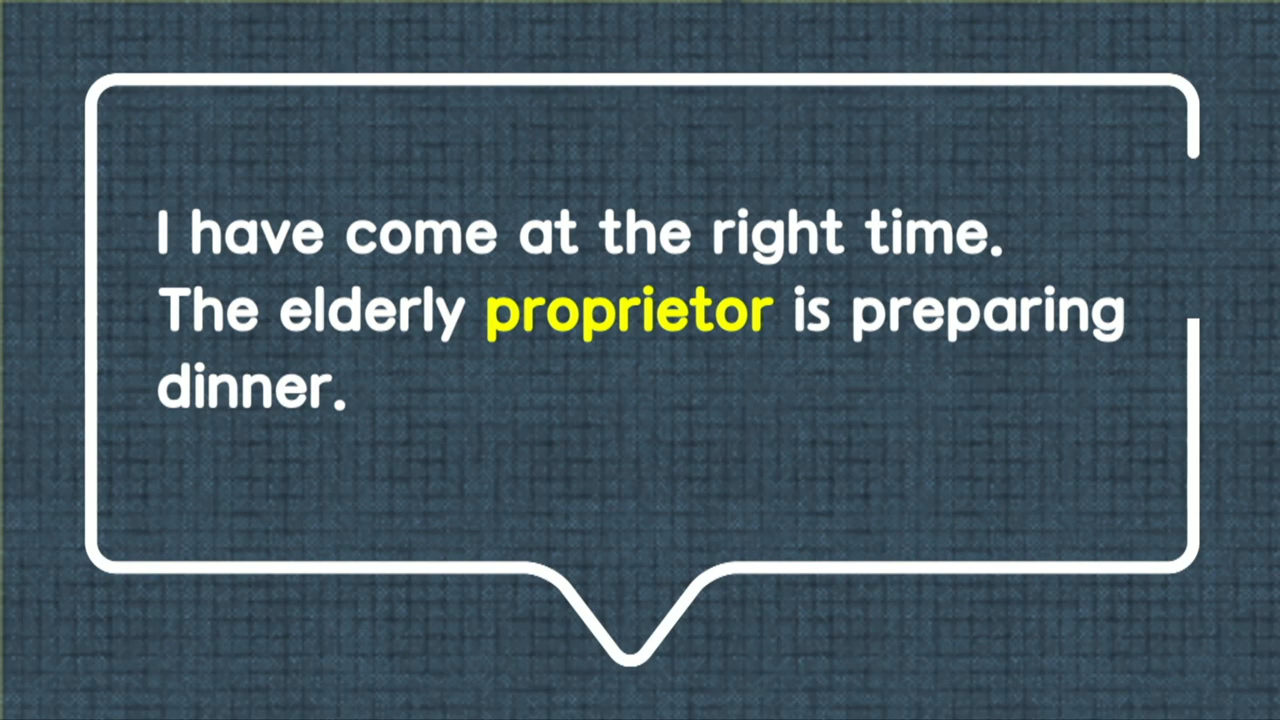 I have come at the right time.
The elderly proprietor is preparing
dinner.